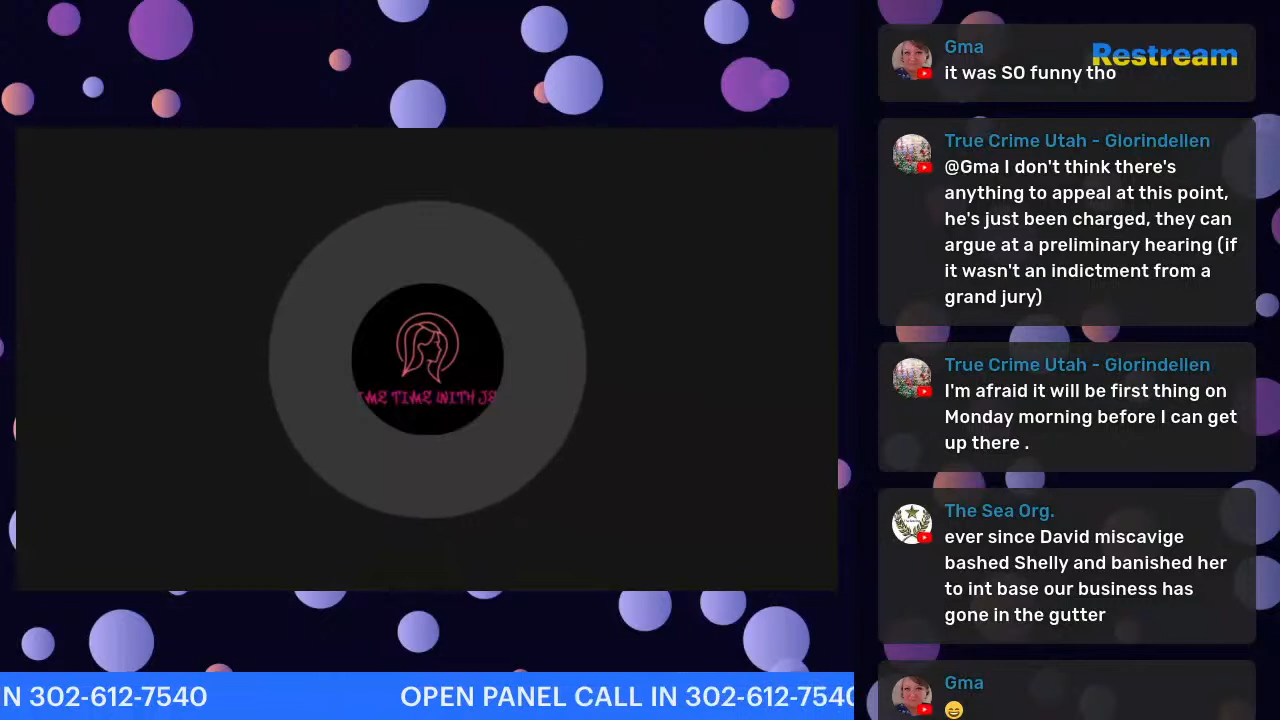 Gma
Restream
it was SO funny tho
True Crime Utah - Glorindellen
@Gma I don't think there's
anything to appeal at this point,
he's just been charged, they can
argue at a preliminary hearing (if
it wasn't an indictment from a
grand jury)
True Crime Utah - Glorindellen
I'm afraid it will be first thing on
Monday morning before I can get
up there .
The Sea Org.
ever since David miscavige
bashed Shelly and banished her
to int base our business has
gone in the gutter
Gma
😄
TIME WITH
N 302-612-7540 OPEN PANEL CALL IN 302-612-7540